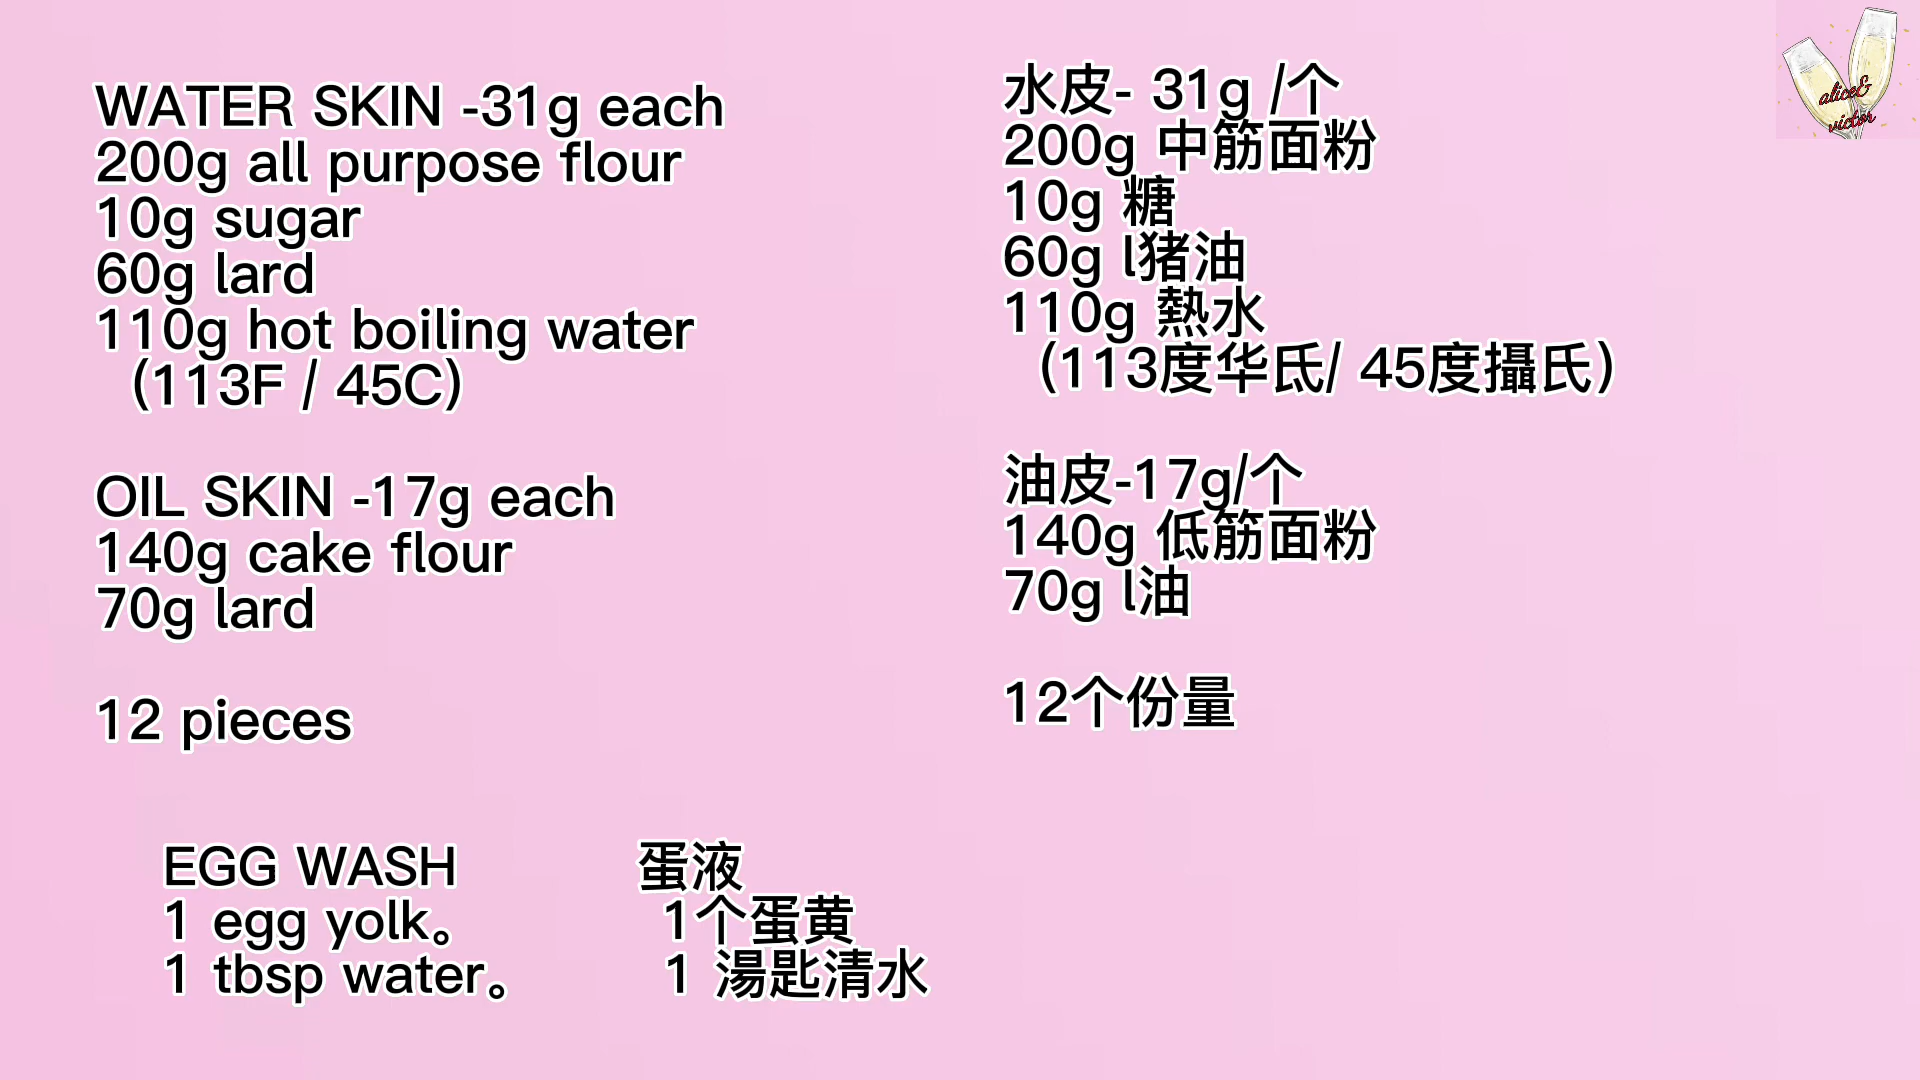 WATER SKIN -31g each
200g all purpose flour
10g sugar
60g lard
110g hot boiling water
(113F / 45C)
OIL SKIN -17g each
140g cake flour
70g lard
12 pieces
水皮- 31g /个
200g 中筋面粉
10g 糖
60g l猪油
110g 熱水
(113度华氏/ 45度攝氏)
油皮-17g/个
140g 低筋面粉
70g l油
12个份量
EGG WASH
1 egg yolk。
1 tbsp water。
蛋液
1个蛋黄
1 湯匙清水
alice&
victor